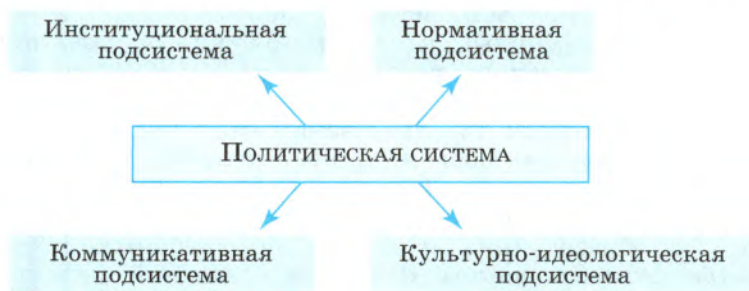 Институциональная
подсистема
Нормативная
подсистема
Политическая система
Коммуникативная
подсистема
Культурно-идеологическая
подсистема